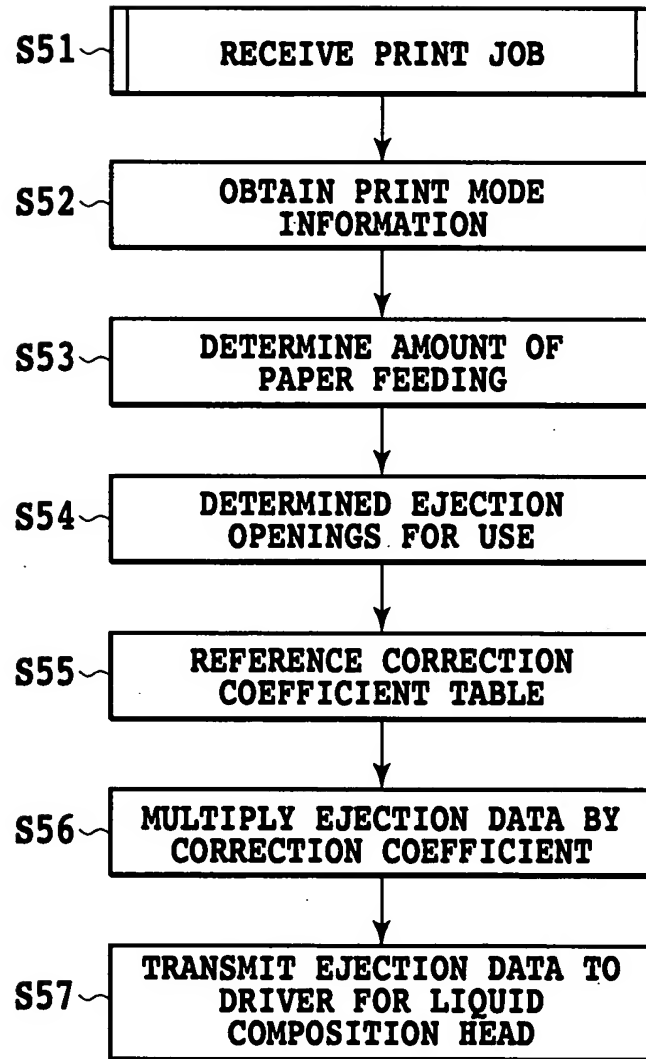 S51
RECEIVE PRINT JOB
S52
OBTAIN PRINT MODE
INFORMATION
S53
DETERMINE AMOUNT OF
PAPER FEEDING
S54
DETERMINED EJECTION
OPENINGS FOR USE
S55
REFERENCE CORRECTION
COEFFICIENT TABLE
S56
MULTIPLY EJECTION DATA BY
CORRECTION COEFFICIENT
S57
TRANSMIT EJECTION DATA TO
DRIVER FOR LIQUID
COMPOSITION HEAD